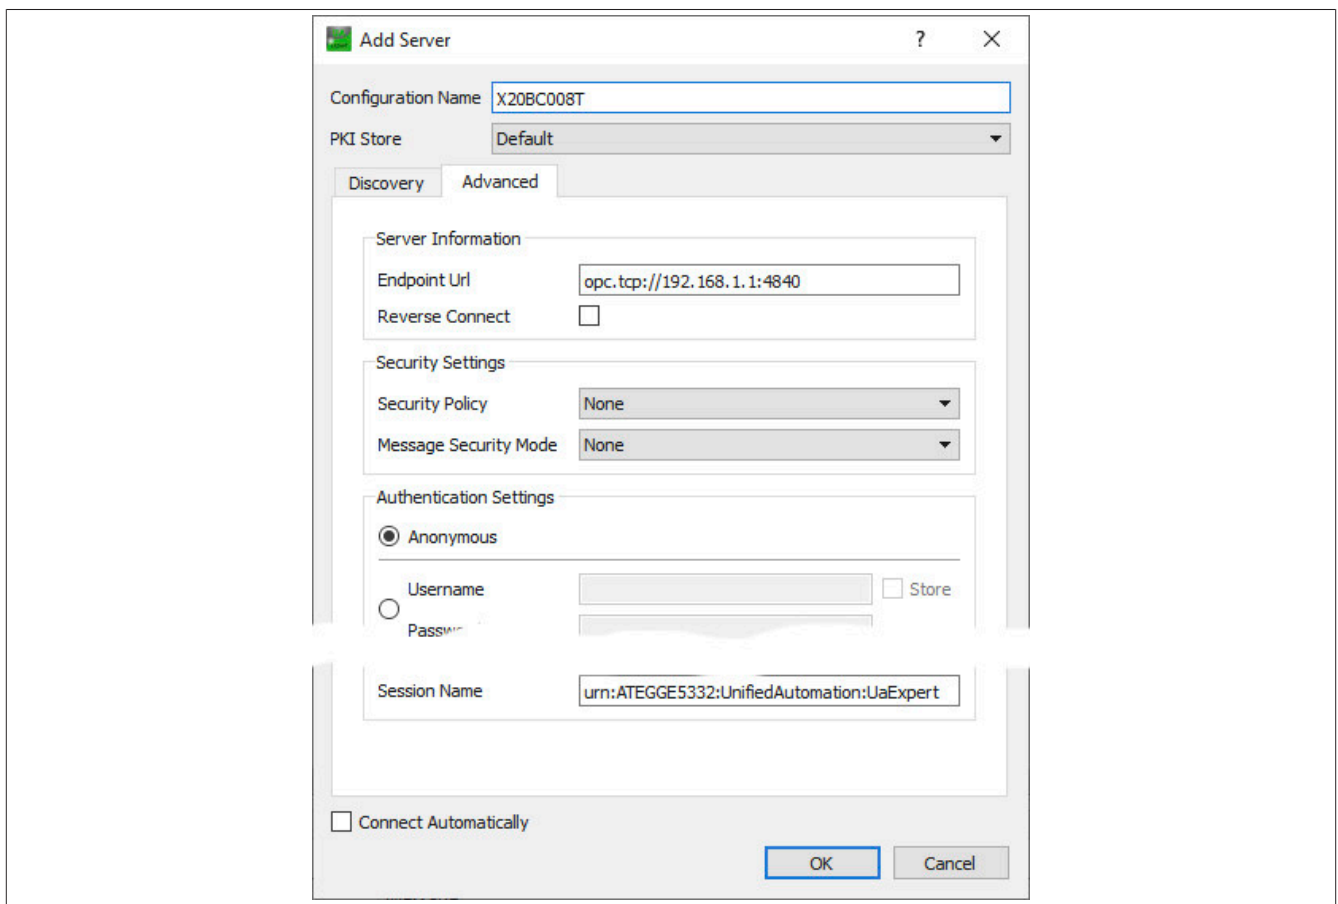 Add Server ?
Configuration Name X20BC008T
PKI Store Default
Discovery Advanced
Server Information
Endpoint Url opc.tcp://192.168.1.1:4840
Reverse Connect
Security Settings
Security Policy None
Message Security Mode None
Authentication Settings
Anonymous
Username Store
Session Name urn:ATEGGE5332:UnifiedAutomation:UaExpert
Connect Automatically
OK Cancel